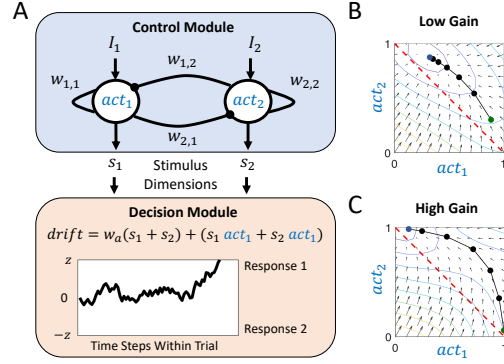 A
Control Module
I₁
I₂
w₁,₂
w₁,₁
w₂,₂
act₁
act₂
w₂,₁
s₁
Stimulus
Dimensions
s₂
Decision Module
drift = wₐ(s₁ + s₂) + (s₁ act₁ + s₂ act₁)
z
Response 1
0
−z
Response 2
Time Steps Within Trial
B
Low Gain
1
act₂
0
act₁
1
C
High Gain
1
act₂
0
act₁
1